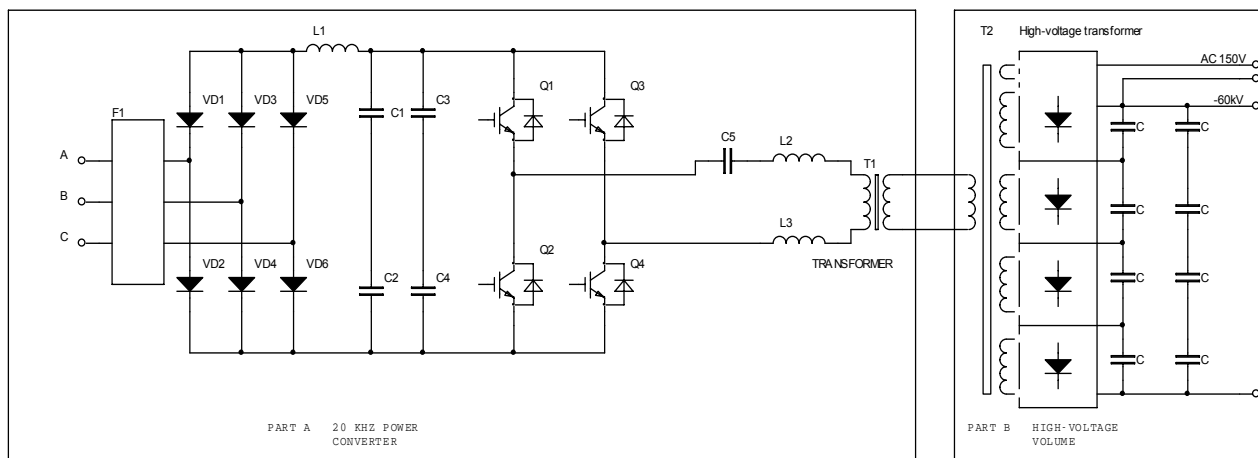 L1
T2 High-voltage transformer
AC 150V
Q1 Q3
F1 VD1 VD3 VD5 C1 C3
-60kV
C C
A
C5 L2
T1
B
C C
C
L3
VD2 VD4 VD6 C2 C4 Q2 Q4
TRANSFORMER
C C
C C
PART A 20 KHZ POWER
CONVERTER
PART B HIGH-VOLTAGE
VOLUME